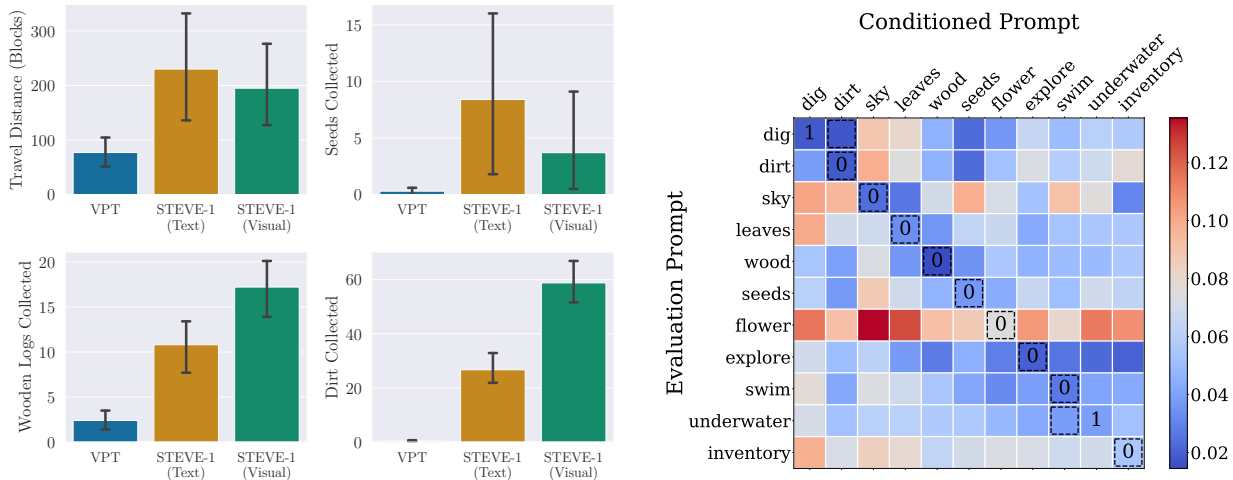 Travel Distance (Blocks)
300
200
100
0
VPT
STEVE-1
(Text)
STEVE-1
(Visual)
Seeds Collected
15
10
5
0
VPT
STEVE-1
(Text)
STEVE-1
(Visual)
Wooden Logs Collected
20
15
10
5
0
VPT
STEVE-1
(Text)
STEVE-1
(Visual)
Dirt Collected
60
40
20
0
VPT
STEVE-1
(Text)
STEVE-1
(Visual)
Conditioned Prompt
dig
dirt
sky
leaves
wood
seeds
flower
explore
swim
underwater
inventory
Evaluation Prompt
dig 1
dirt 0
sky 0
leaves 0
wood 0
seeds 0
flower 0
explore 0
swim 0
underwater 1
inventory 0
0.12
0.10
0.08
0.06
0.04
0.02